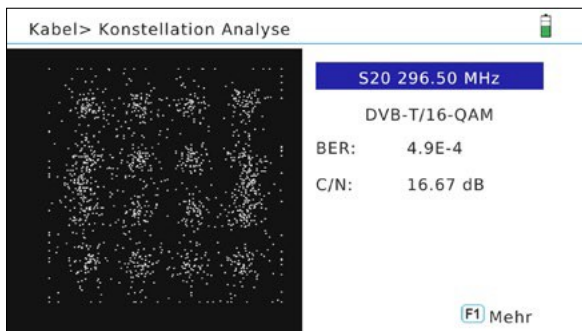 Kabel> Konstellation Analyse
S20 296.50 MHz
DVB-T/16-QAM
BER: 4.9E-4
C/N: 16.67 dB
F1 Mehr